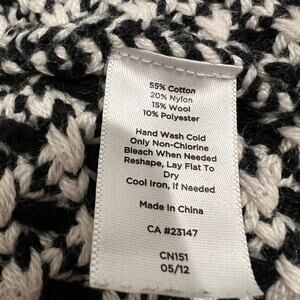 55% Cotton
20% Nylon
15% Wool
10% Polyester
Hand Wash Cold
Only Non-Chlorine
Bleach When Needed
Reshape, Lay Flat To
Dry
Cool Iron, If Needed
Made In China
CA #23147
CN151
05/12